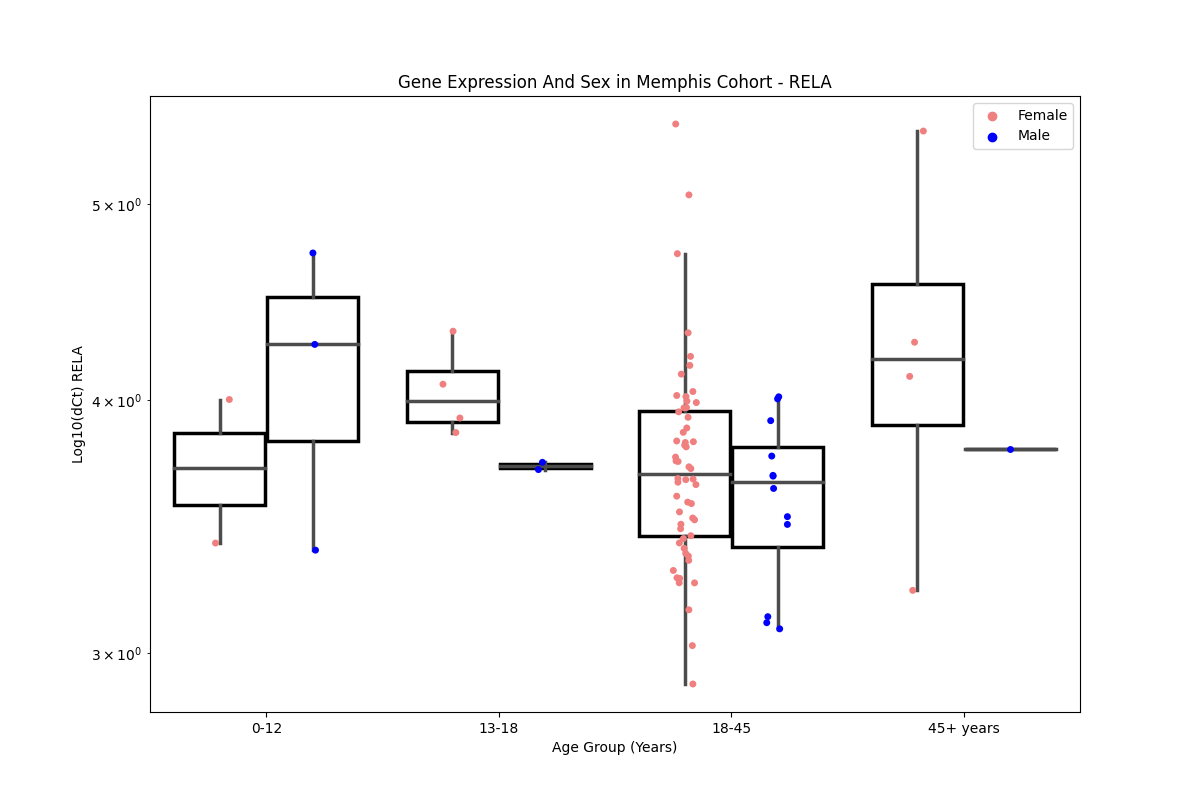 Gene Expression And Sex in Memphis Cohort - RELA
Female
Male
5 × 10⁰
4 × 10⁰
3 × 10⁰
Log10(dCt) RELA
0-12
13-18
18-45
45+ years
Age Group (Years)